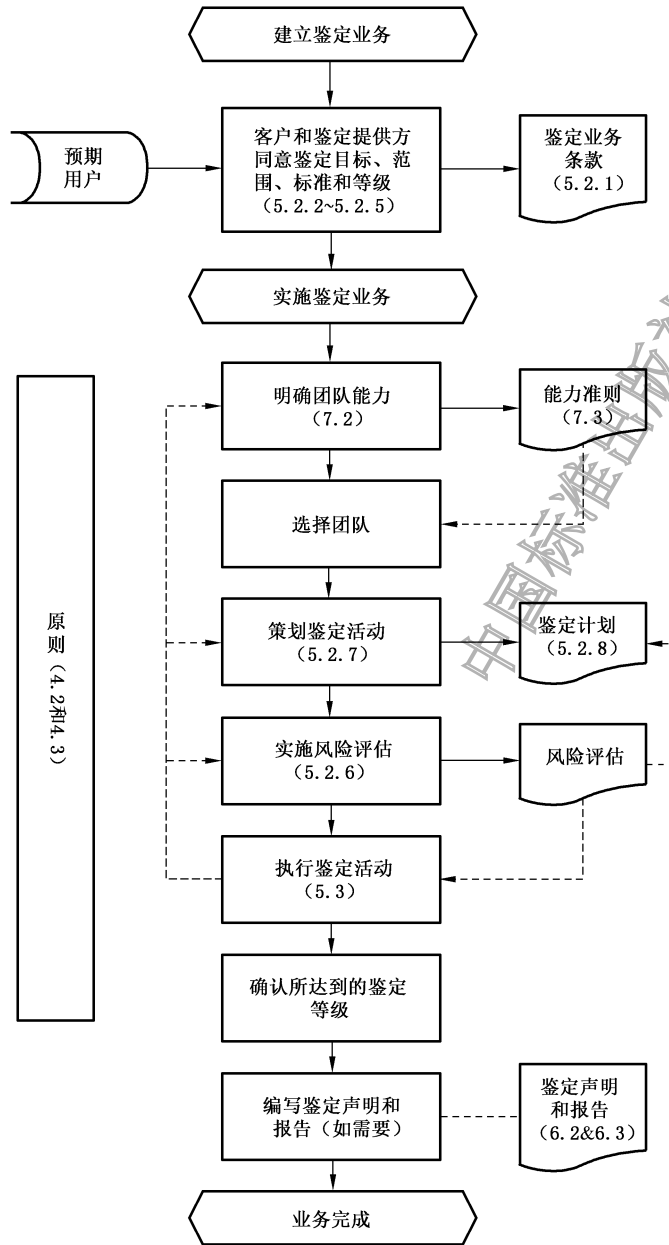 建立鉴定业务
预期
用户
客户和鉴定提供方
同意鉴定目标、范
围、标准和等级
(5.2.2~5.2.5)
鉴定业务
条款
(5.2.1)
实施鉴定业务
明确团队能力
(7.2)
能力准则
(7.3)
选择团队
策划鉴定活动
(5.2.7)
鉴定计划
(5.2.8)
原则(4.2和4.3)
实施风险评估
(5.2.6)
风险评估
执行鉴定活动
(5.3)
确认所达到的鉴定
等级
编写鉴定声明和
报告(如需要)
鉴定声明
和报告
(6.2&6.3)
业务完成
中国标准出版